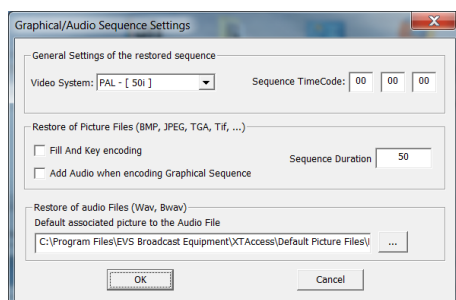 Graphical/Audio Sequence Settings
General Settings of the restored sequence
Video System: PAL - [ 50i ] Sequence TimeCode: 00 00 00
Restore of Picture Files (BMP, JPEG, TGA, Tif, ...)
Fill And Key encoding
Sequence Duration 50
Add Audio when encoding Graphical Sequence
Restore of audio Files (Wav, Bwav)
Default associated picture to the Audio File
C:\Program Files\EVS Broadcast Equipment\XTAccess\Default Picture Files\ ...
OK Cancel